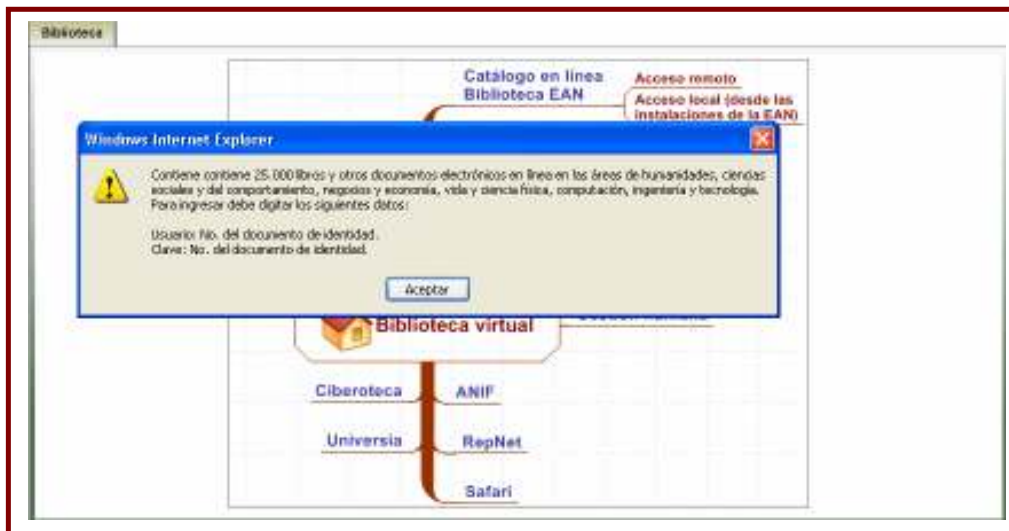 Biblioteca
Catálogo en línea
Biblioteca EAN
Acceso remoto
Acceso local (desde las
instalaciones de la EAN)
Windows Internet Explorer
Contiene contiene 25.000 libros y otros documentos electrónicos en línea en las áreas de humanidades, ciencias
sociales y del comportamiento, negocios y economía, vida y ciencia física, computación, ingeniería y tecnología.
Para ingresar debe digitar los siguientes datos:
Usuario: No. del documento de identidad.
Clave: No. del documento de identidad.
Aceptar
Biblioteca virtual
Ciberoteca
ANIF
Universia
RepNet
Safari